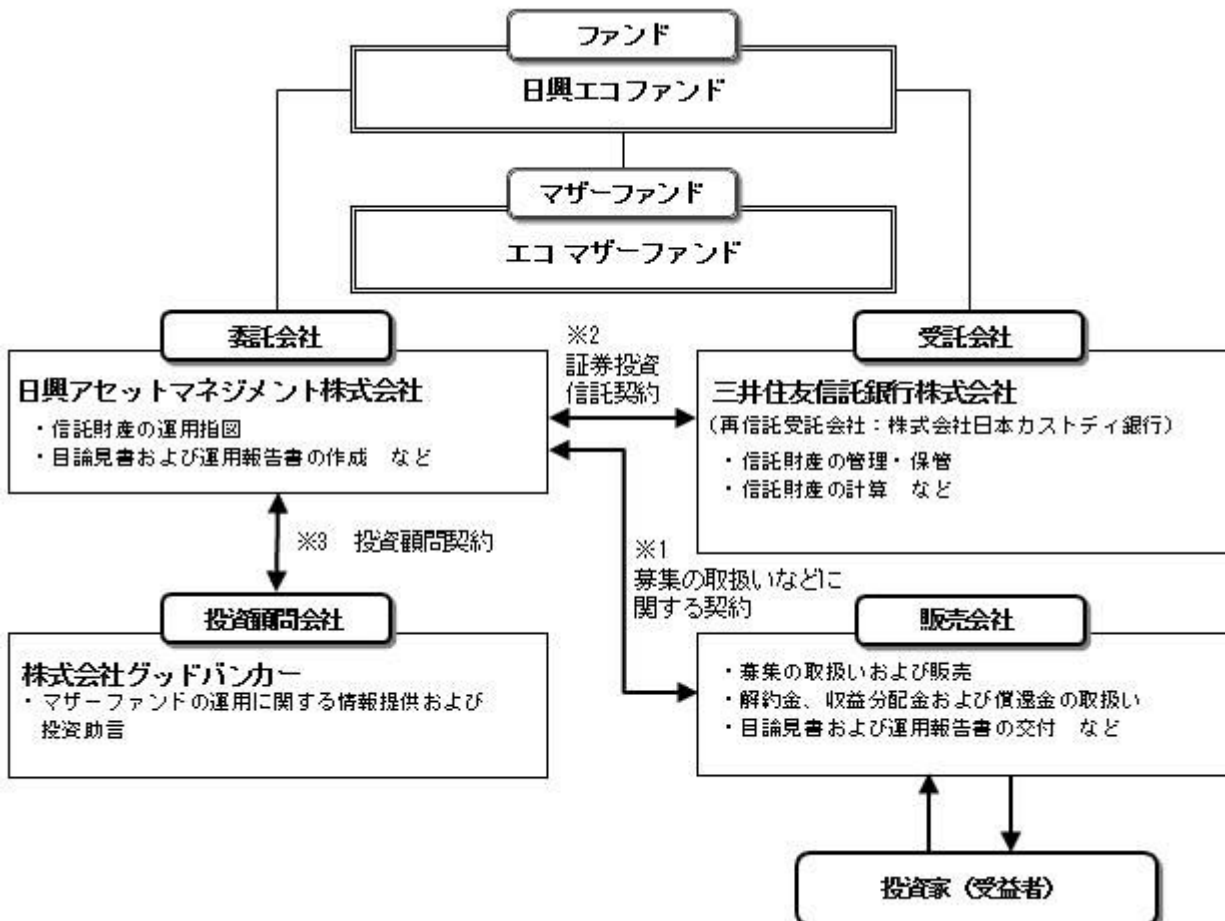 ファンド
日興エコファンド
マザーファンド
エコ マザーファンド
委託会社
日興アセットマネジメント株式会社
・信託財産の運用指図
・目論見書および運用報告書の作成 など
※2
証券投資
信託契約
受託会社
三井住友信託銀行株式会社
(再信託受託会社:株式会社日本カストディ銀行)
・信託財産の管理・保管
・信託財産の計算 など
※3 投資顧問契約
※1
募集の取扱いなどに
関する契約
投資顧問会社
株式会社グッドバンカー
・マザーファンドの運用に関する情報提供および
投資助言
販売会社
・募集の取扱いおよび販売
・解約金、収益分配金および償還金の取扱い
・目論見書および運用報告書の交付 など
投資家(受益者)